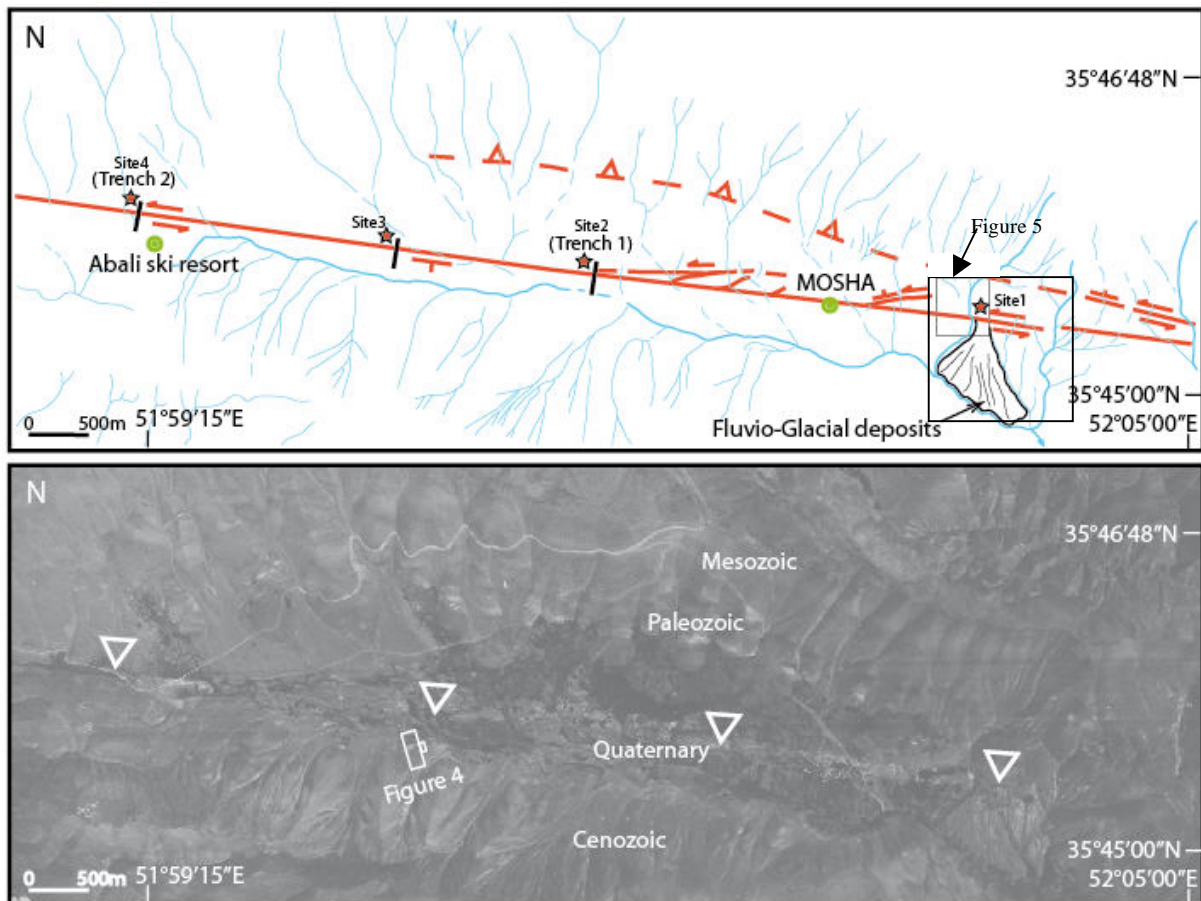 N
35°46′48″N
Site4
(Trench 2)
Site3
Site2
(Trench 1)
Figure 5
Abali ski resort
MOSHA
Site1
35°45′00″N
0 500m
51°59′15″E
Fluvio-Glacial deposits
52°05′00″E
N
35°46′48″N
Mesozoic
Paleozoic
Quaternary
Figure 4
Cenozoic
35°45′00″N
0 500m
51°59′15″E
52°05′00″E